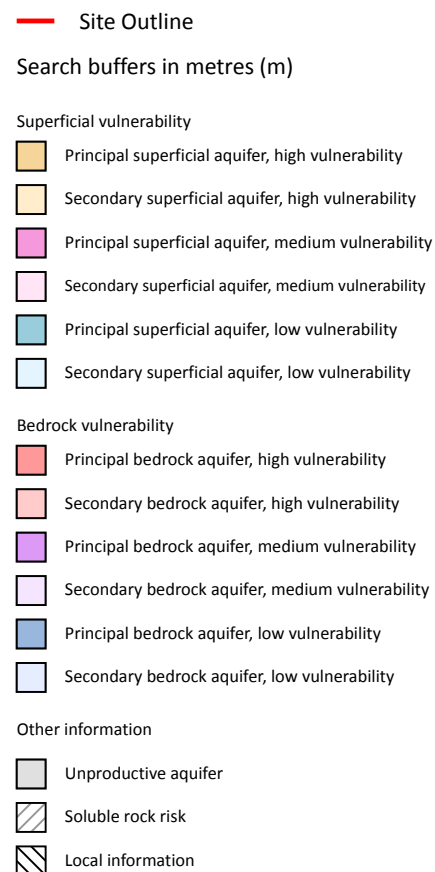 Site Outline
Search buffers in metres (m)
Superficial vulnerability
Principal superficial aquifer, high vulnerability
Secondary superficial aquifer, high vulnerability
Principal superficial aquifer, medium vulnerability
Secondary superficial aquifer, medium vulnerability
Principal superficial aquifer, low vulnerability
Secondary superficial aquifer, low vulnerability
Bedrock vulnerability
Principal bedrock aquifer, high vulnerability
Secondary bedrock aquifer, high vulnerability
Principal bedrock aquifer, medium vulnerability
Secondary bedrock aquifer, medium vulnerability
Principal bedrock aquifer, low vulnerability
Secondary bedrock aquifer, low vulnerability
Other information
Unproductive aquifer
Soluble rock risk
Local information